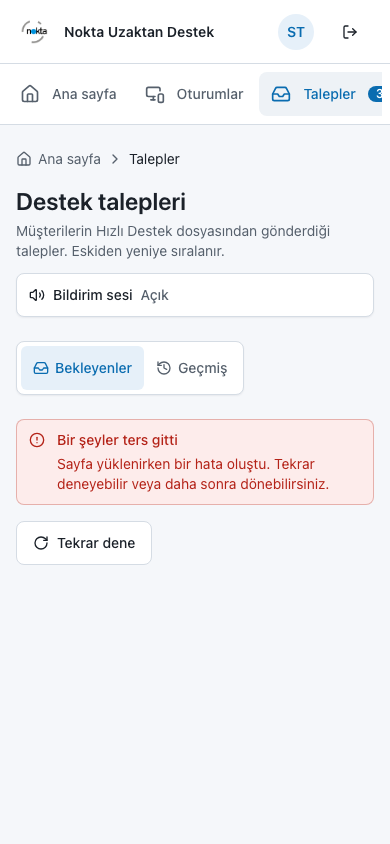 nokta
Nokta Uzaktan Destek
ST
Ana sayfa
Oturumlar
Talepler
3
Ana sayfa > Talepler
Destek talepleri
Müşterilerin Hızlı Destek dosyasından gönderdiği
talepler. Eskiden yeniye sıralanır.
Bildirim sesi Açık
Bekleyenler
Geçmiş
Bir şeyler ters gitti
Sayfa yüklenirken bir hata oluştu. Tekrar
deneyebilir veya daha sonra dönebilirsiniz.
Tekrar dene